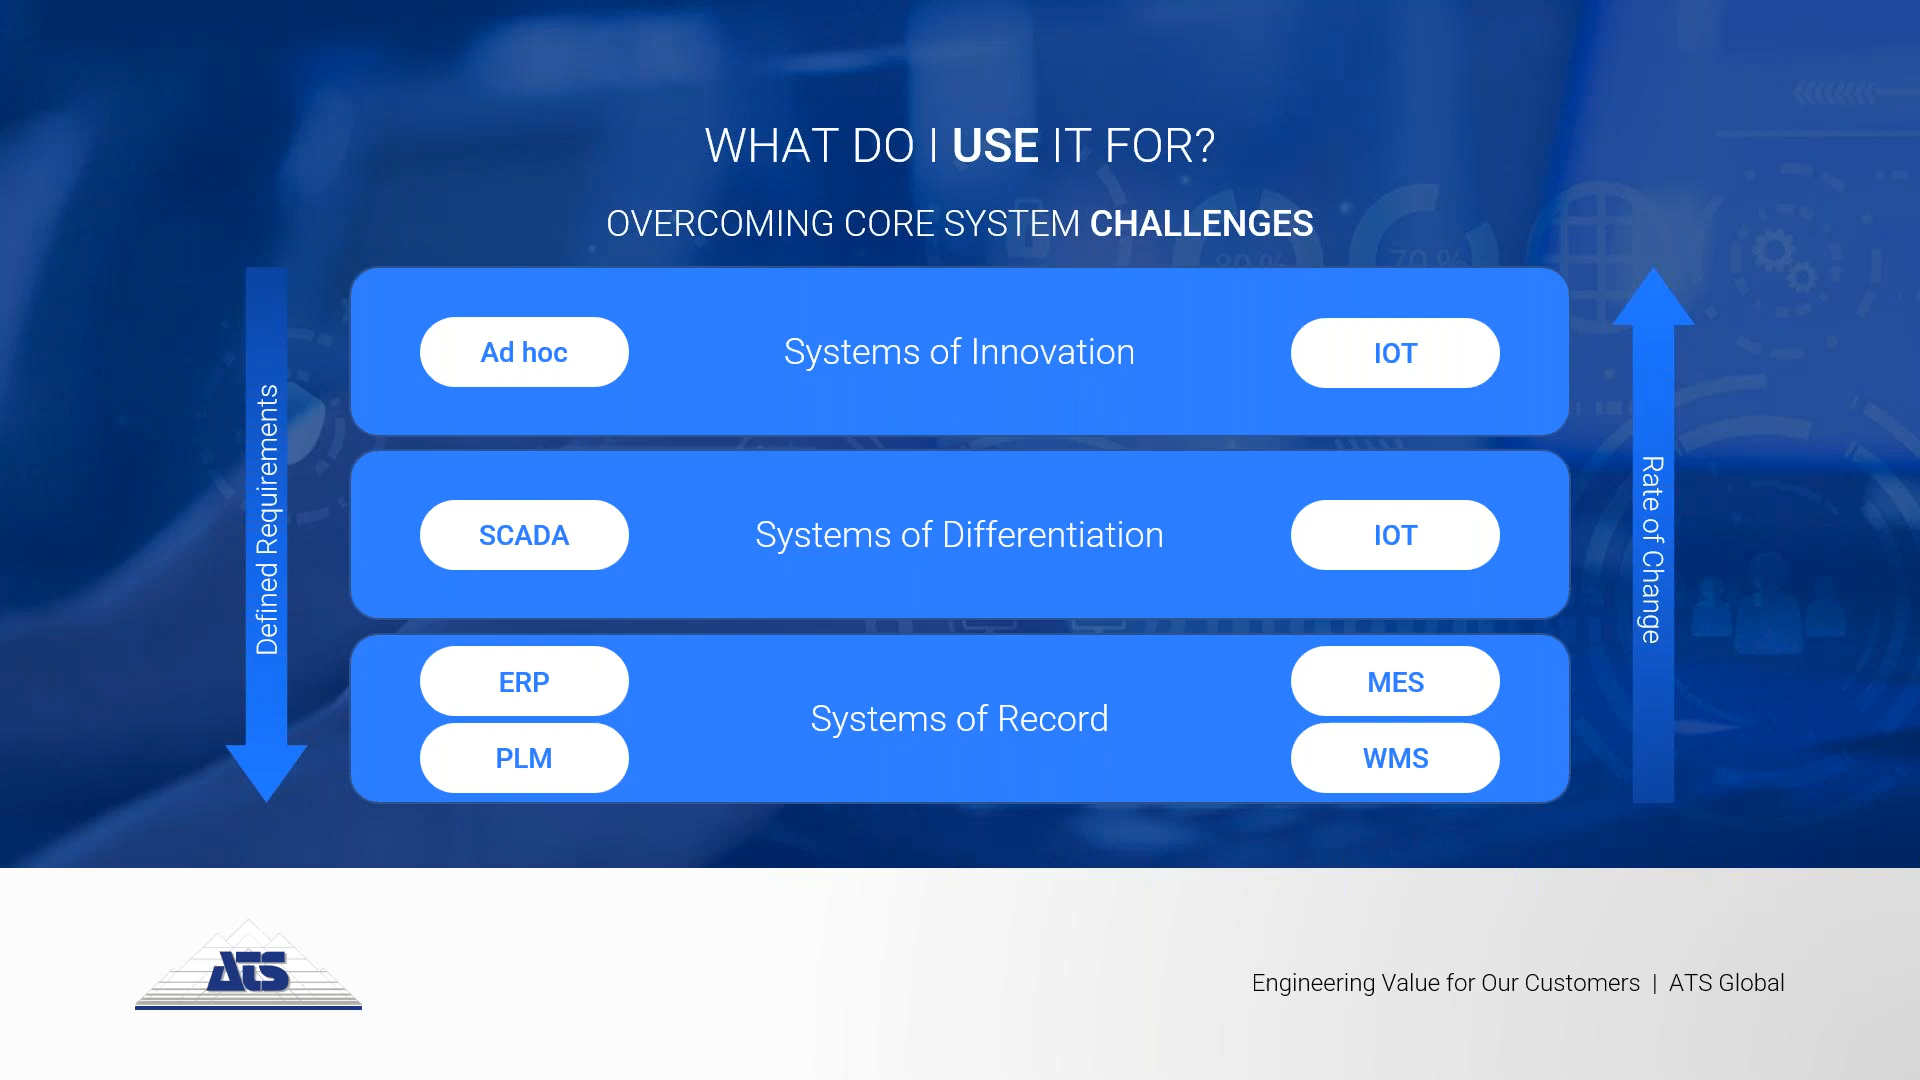 WHAT DO I USE IT FOR?
OVERCOMING CORE SYSTEM CHALLENGES
80 %
70 %
Defined Requirements
Ad hoc
Systems of Innovation
IOT
SCADA
Systems of Differentiation
IOT
ERP
PLM
Systems of Record
MES
WMS
Rate of Change
ATS
Engineering Value for Our Customers | ATS Global